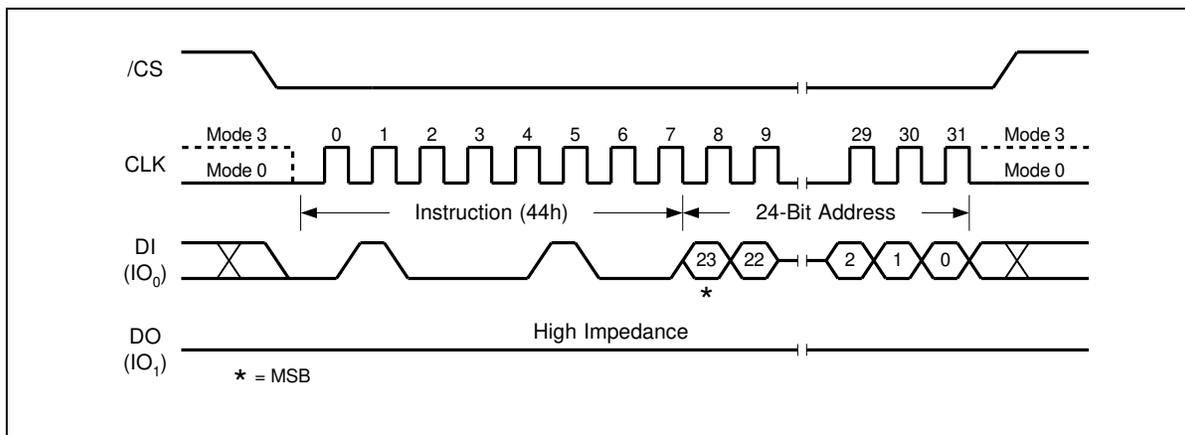 /CS
Mode 3 0 1 2 3 4 5 6 7 8 9 29 30 31 Mode 3
CLK
Mode 0 Mode 0
Instruction (44h) 24-Bit Address
DI
(IO0)
23 22 2 1 0
*
High Impedance
DO
(IO1)
* = MSB